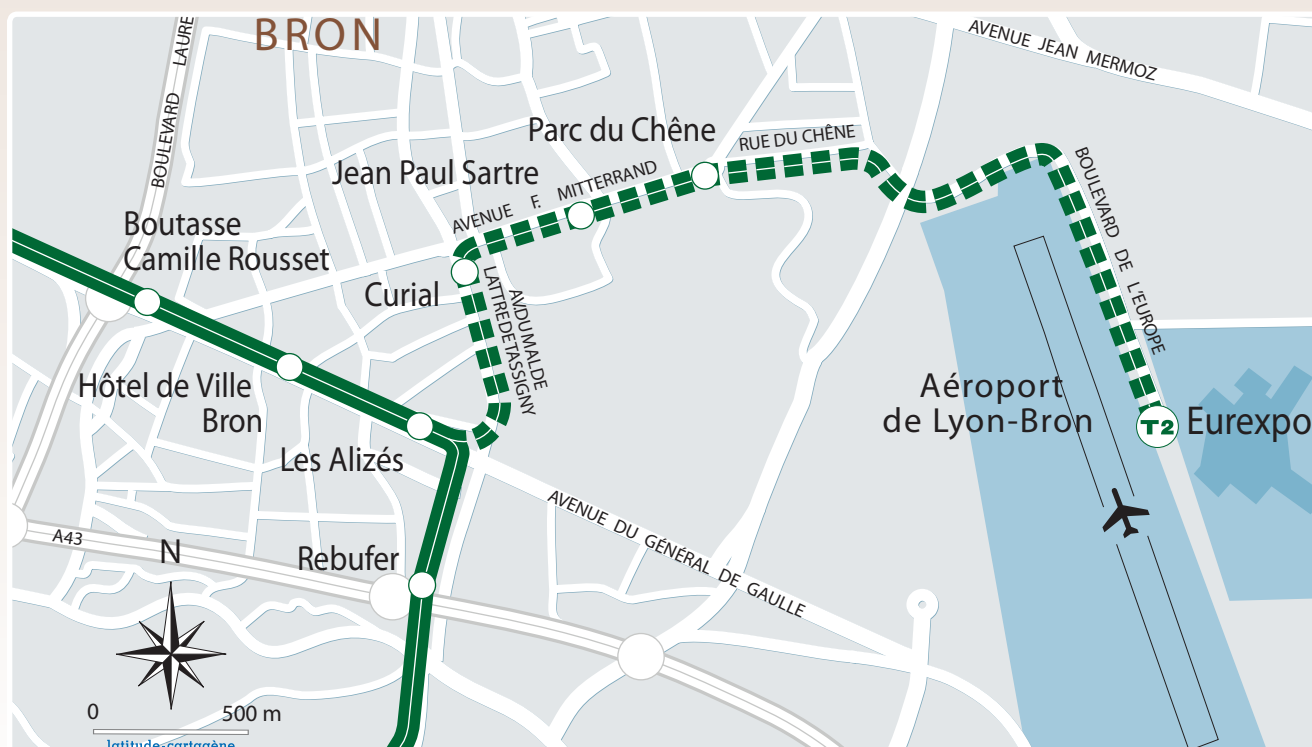 BRON
BOULEVARD LAURE
AVENUE JEAN MERMOZ
Parc du Chêne
RUE DU CHÊNE
Jean Paul Sartre
AVENUE F. MITTERRAND
BOULEVARD DE L'EUROPE
Boutasse
Camille Rousset
Curial
AV.DU MAL DE
LATTRE DE TASSIGNY
Hôtel de Ville
Bron
Aéroport
de Lyon-Bron
T2 Eurexpo
Les Alizés
AVENUE DU GÉNÉRAL DE GAULLE
A43
N
Rebufer
0 500 m
latitude-cartagène